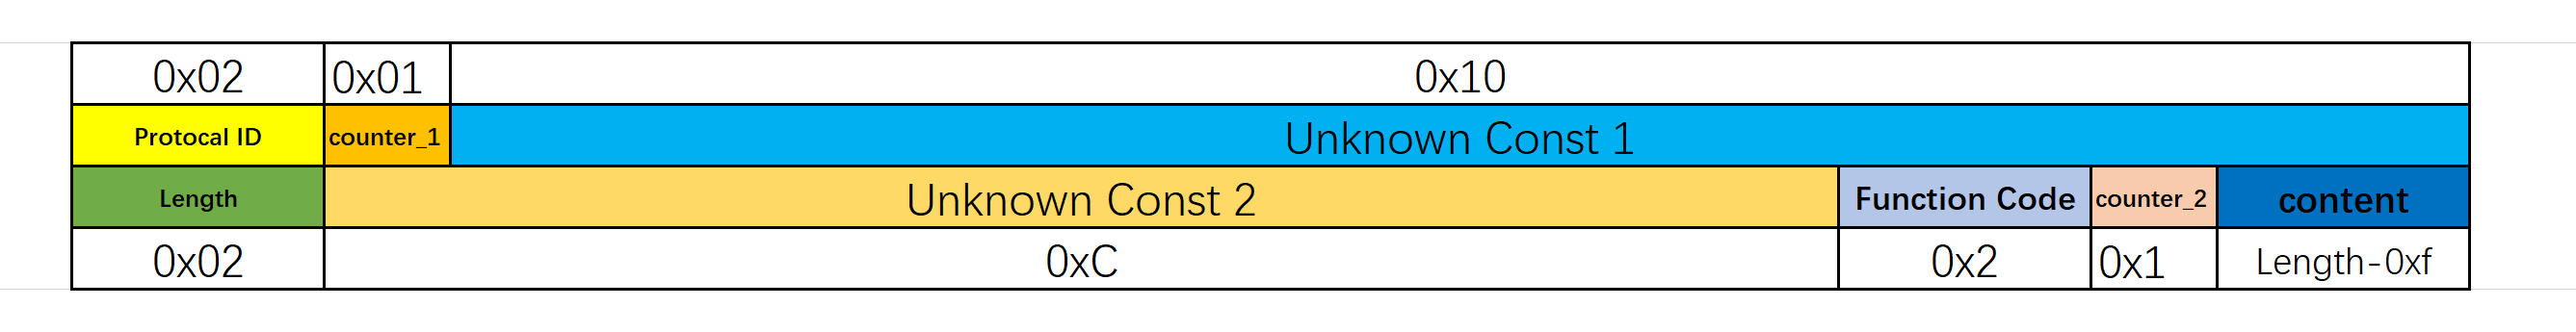 0x02 0x01 0x10
Protocal ID counter_1 Unknown Const 1
Length Unknown Const 2 Function Code counter_2 content
0x02 0xC 0x2 0x1 Length-0xf